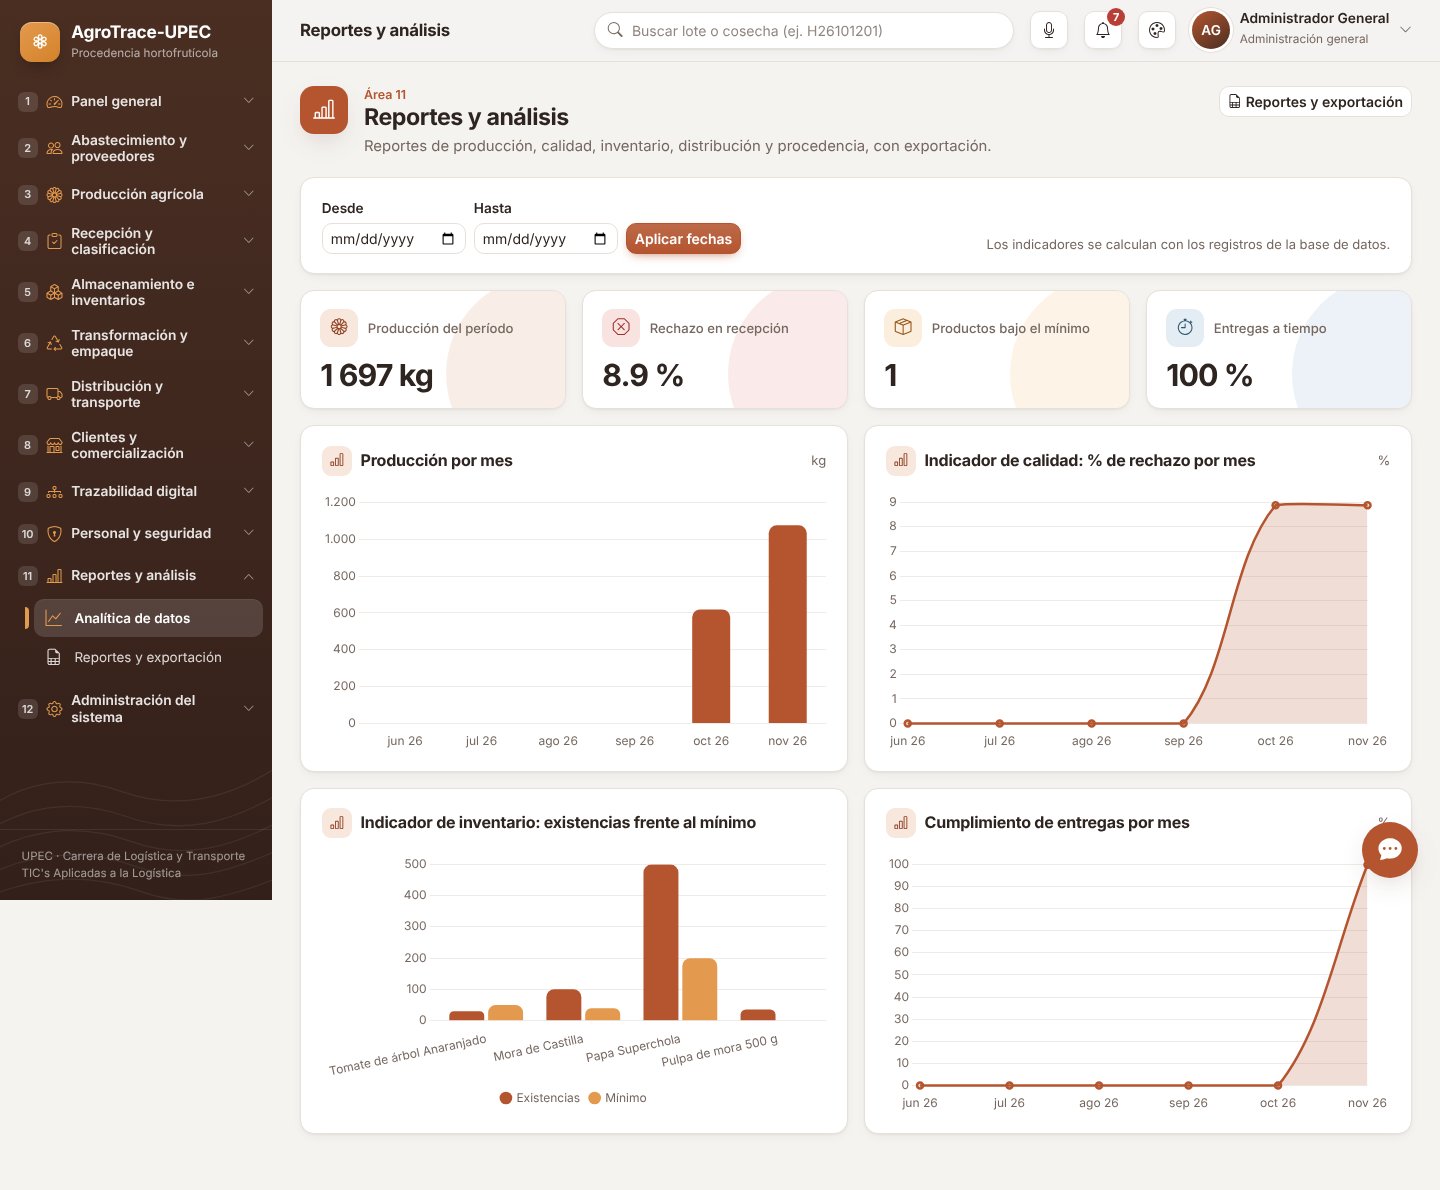 AgroTrace-UPEC
Procedencia hortofrutícola
1 Panel general
2 Abastecimiento y
proveedores
3 Producción agrícola
4 Recepción y
clasificación
5 Almacenamiento e
inventarios
6 Transformación y
empaque
7 Distribución y
transporte
8 Clientes y
comercialización
9 Trazabilidad digital
10 Personal y seguridad
11 Reportes y análisis
Analítica de datos
Reportes y exportación
12 Administración del
sistema
UPEC · Carrera de Logística y Transporte
TIC's Aplicadas a la Logística
Reportes y análisis
Buscar lote o cosecha (ej. H26101201)
7
AG
Administrador General
Administración general
Área 11
Reportes y análisis
Reportes de producción, calidad, inventario, distribución y procedencia, con exportación.
Reportes y exportación
Desde
mm/dd/yyyy
Hasta
mm/dd/yyyy
Aplicar fechas
Los indicadores se calculan con los registros de la base de datos.
Producción del período
1 697 kg
Rechazo en recepción
8.9 %
Productos bajo el mínimo
1
Entregas a tiempo
100 %
Producción por mes
kg
1.200
1.000
800
600
400
200
0
jun 26 jul 26 ago 26 sep 26 oct 26 nov 26
Indicador de calidad: % de rechazo por mes
%
9
8
7
6
5
4
3
2
1
0
jun 26 jul 26 ago 26 sep 26 oct 26 nov 26
Indicador de inventario: existencias frente al mínimo
500
400
300
200
100
0
Tomate de árbol Anaranjado Mora de Castilla Papa Superchola Pulpa de mora 500 g
Existencias Mínimo
Cumplimiento de entregas por mes
%
100
90
80
70
60
50
40
30
20
10
0
jun 26 jul 26 ago 26 sep 26 oct 26 nov 26